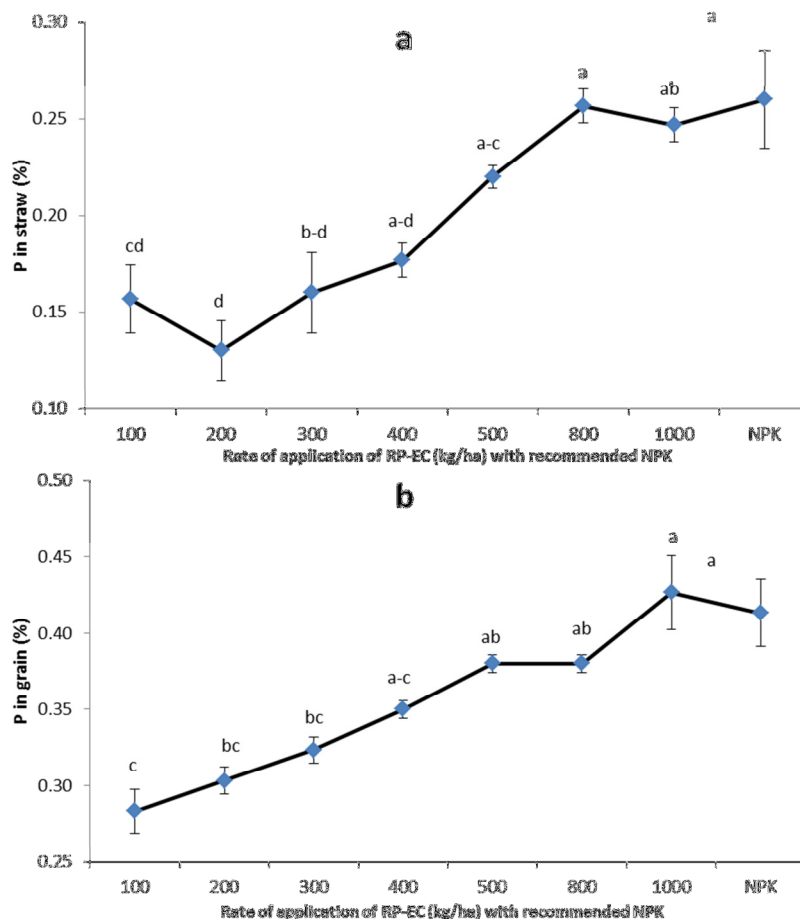 0.30
a
a
a
ab
0.25
a-c
0.20
a-d
b-d
cd
d
0.15
0.10
P in straw (%)
100 200 300 400 500 800 1000 NPK
Rate of application of RP-EC (kg/ha) with recommended NPK
0.50
b
0.45
a
a
ab
ab
0.40
a-c
0.35
bc
bc
c
0.30
0.25
P in grain (%)
100 200 300 400 500 800 1000 NPK
Rate of application of RP-EC (kg/ha) with recommended NPK